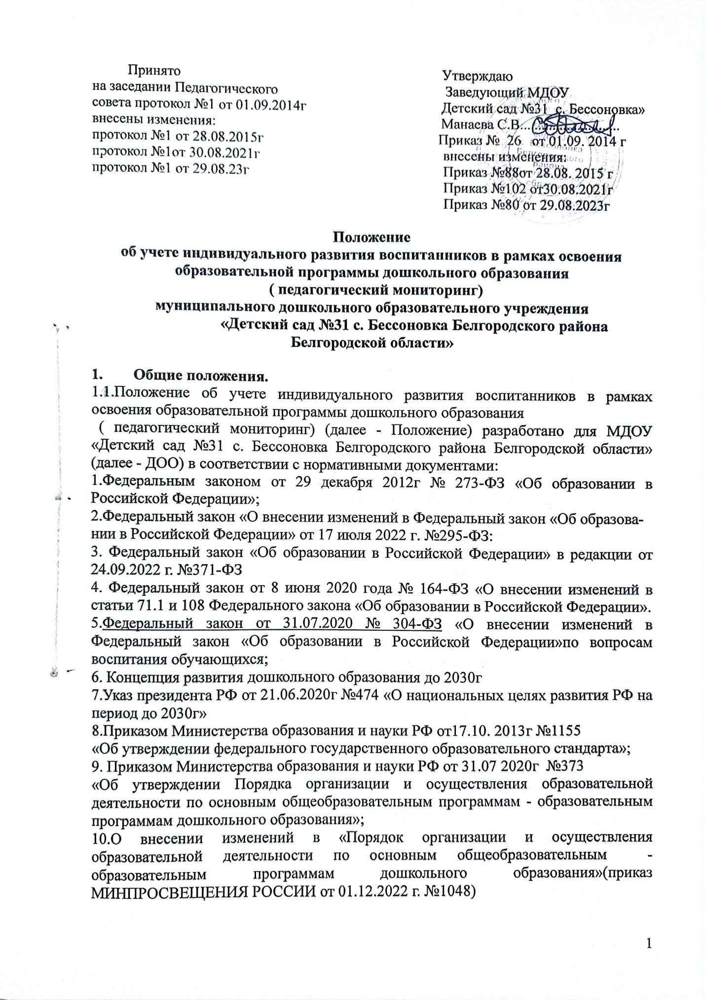 Принято
на заседании Педагогического
совета протокол №1 от 01.09.2014г
внесены изменения:
протокол №1 от 28.08.2015г
протокол №1от 30.08.2021г
протокол №1 от 29.08.23г
Утверждаю
Заведующий МДОУ
Детский сад №31 с. Бессоновка»
Манаева С.В..........................
Приказ № 26 от 01.09. 2014 г
внесены изменения:
Приказ №88от 28.08. 2015 г
Приказ №102 от30.08.2021г
Приказ №80 от 29.08.2023г
Положение
об учете индивидуального развития воспитанников в рамках освоения
образовательной программы дошкольного образования
( педагогический мониторинг)
муниципального дошкольного образовательного учреждения
«Детский сад №31 с. Бессоновка Белгородского района
Белгородской области»
1. Общие положения.
1.1.Положение об учете индивидуального развития воспитанников в рамках
освоения образовательной программы дошкольного образования
( педагогический мониторинг) (далее - Положение) разработано для МДОУ
«Детский сад №31 с. Бессоновка Белгородского района Белгородской области»
(далее - ДОО) в соответствии с нормативными документами:
1.Федеральным законом от 29 декабря 2012г № 273-ФЗ «Об образовании в
Российской Федерации»;
2.Федеральный закон «О внесении изменений в Федеральный закон «Об образова-
нии в Российской Федерации» от 17 июля 2022 г. №295-ФЗ:
3. Федеральный закон «Об образовании в Российской Федерации» в редакции от
24.09.2022 г. №371-ФЗ
4. Федеральный закон от 8 июня 2020 года № 164-ФЗ «О внесении изменений в
статьи 71.1 и 108 Федерального закона «Об образовании в Российской Федерации».
5.Федеральный закон от 31.07.2020 № 304-ФЗ «О внесении изменений в
Федеральный закон «Об образовании в Российской Федерации»по вопросам
воспитания обучающихся;
6. Концепция развития дошкольного образования до 2030г
7.Указ президента РФ от 21.06.2020г №474 «О национальных целях развития РФ на
период до 2030г»
8.Приказом Министерства образования и науки РФ от17.10. 2013г №1155
«Об утверждении федерального государственного образовательного стандарта»;
9. Приказом Министерства образования и науки РФ от 31.07 2020г №373
«Об утверждении Порядка организации и осуществления образовательной
деятельности по основным общеобразовательным программам - образовательным
программам дошкольного образования»;
10.О внесении изменений в «Порядок организации и осуществления
образовательной деятельности по основным общеобразовательным -
образовательным программам дошкольного образования»(приказ
МИНПРОСВЕЩЕНИЯ РОССИИ от 01.12.2022 г. №1048)
1